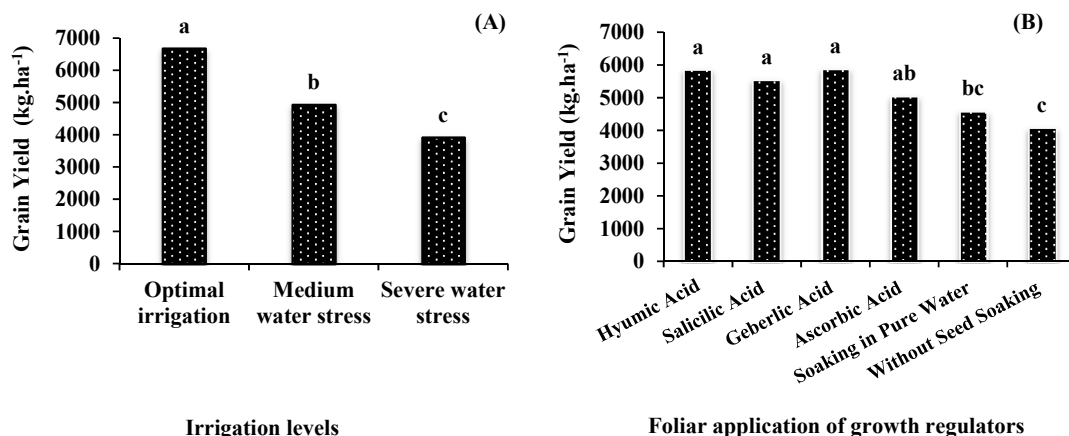 (A)
Grain Yield (kg.ha-1)
7000
6000
5000
4000
3000
2000
1000
0
a
b
c
Optimal
irrigation
Medium
water stress
Severe water
stress
Irrigation levels
(B)
Grain Yield (kg.ha-1)
7000
6000
5000
4000
3000
2000
1000
0
a
a
a
ab
bc
c
Hyumic Acid
Salicilic Acid
Geberlic Acid
Ascorbic Acid
Soaking in Pure Water
Without Seed Soaking
Foliar application of growth regulators